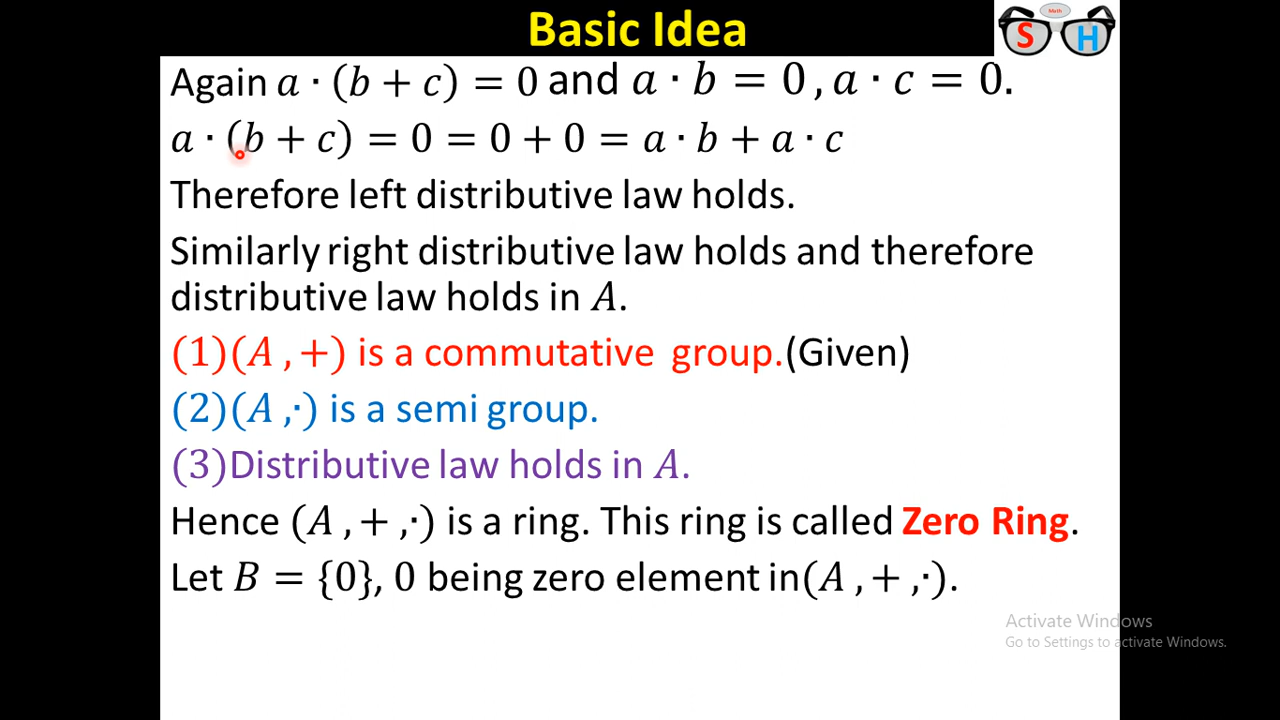 Basic Idea
Math
S H
Again a · (b + c) = 0 and a · b = 0 , a · c = 0.
a · (b + c) = 0 = 0 + 0 = a · b + a · c
Therefore left distributive law holds.
Similarly right distributive law holds and therefore
distributive law holds in A.
(1)(A , +) is a commutative group.(Given)
(2)(A ,·) is a semi group.
(3)Distributive law holds in A.
Hence (A , + ,·) is a ring. This ring is called Zero Ring.
Let B = {0}, 0 being zero element in(A , + ,·).
Activate Windows
Go to Settings to activate Windows.